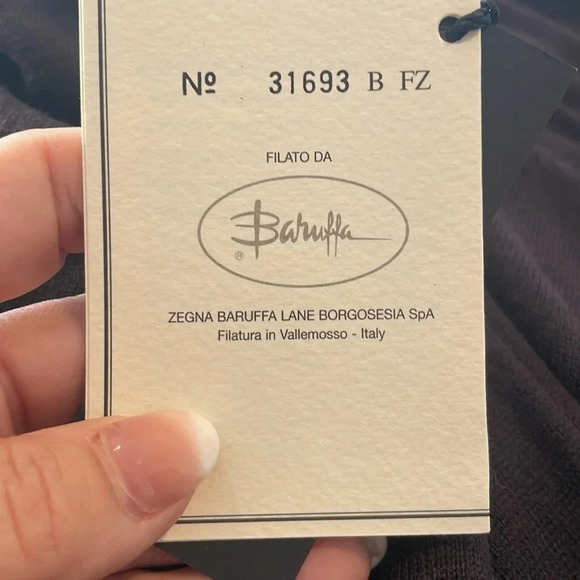 Nº 31693 B FZ
FILATO DA
Baruffa
®
ZEGNA BARUFFA LANE BORGOSESIA SpA
Filatura in Vallemosso - Italy